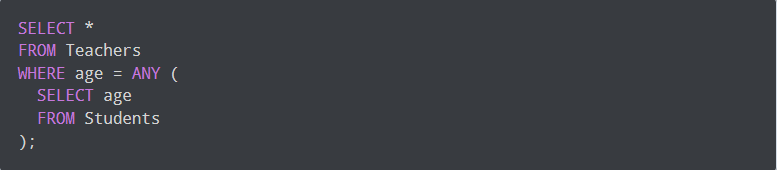 SELECT *
FROM Teachers
WHERE age = ANY (
  SELECT age
  FROM Students
);